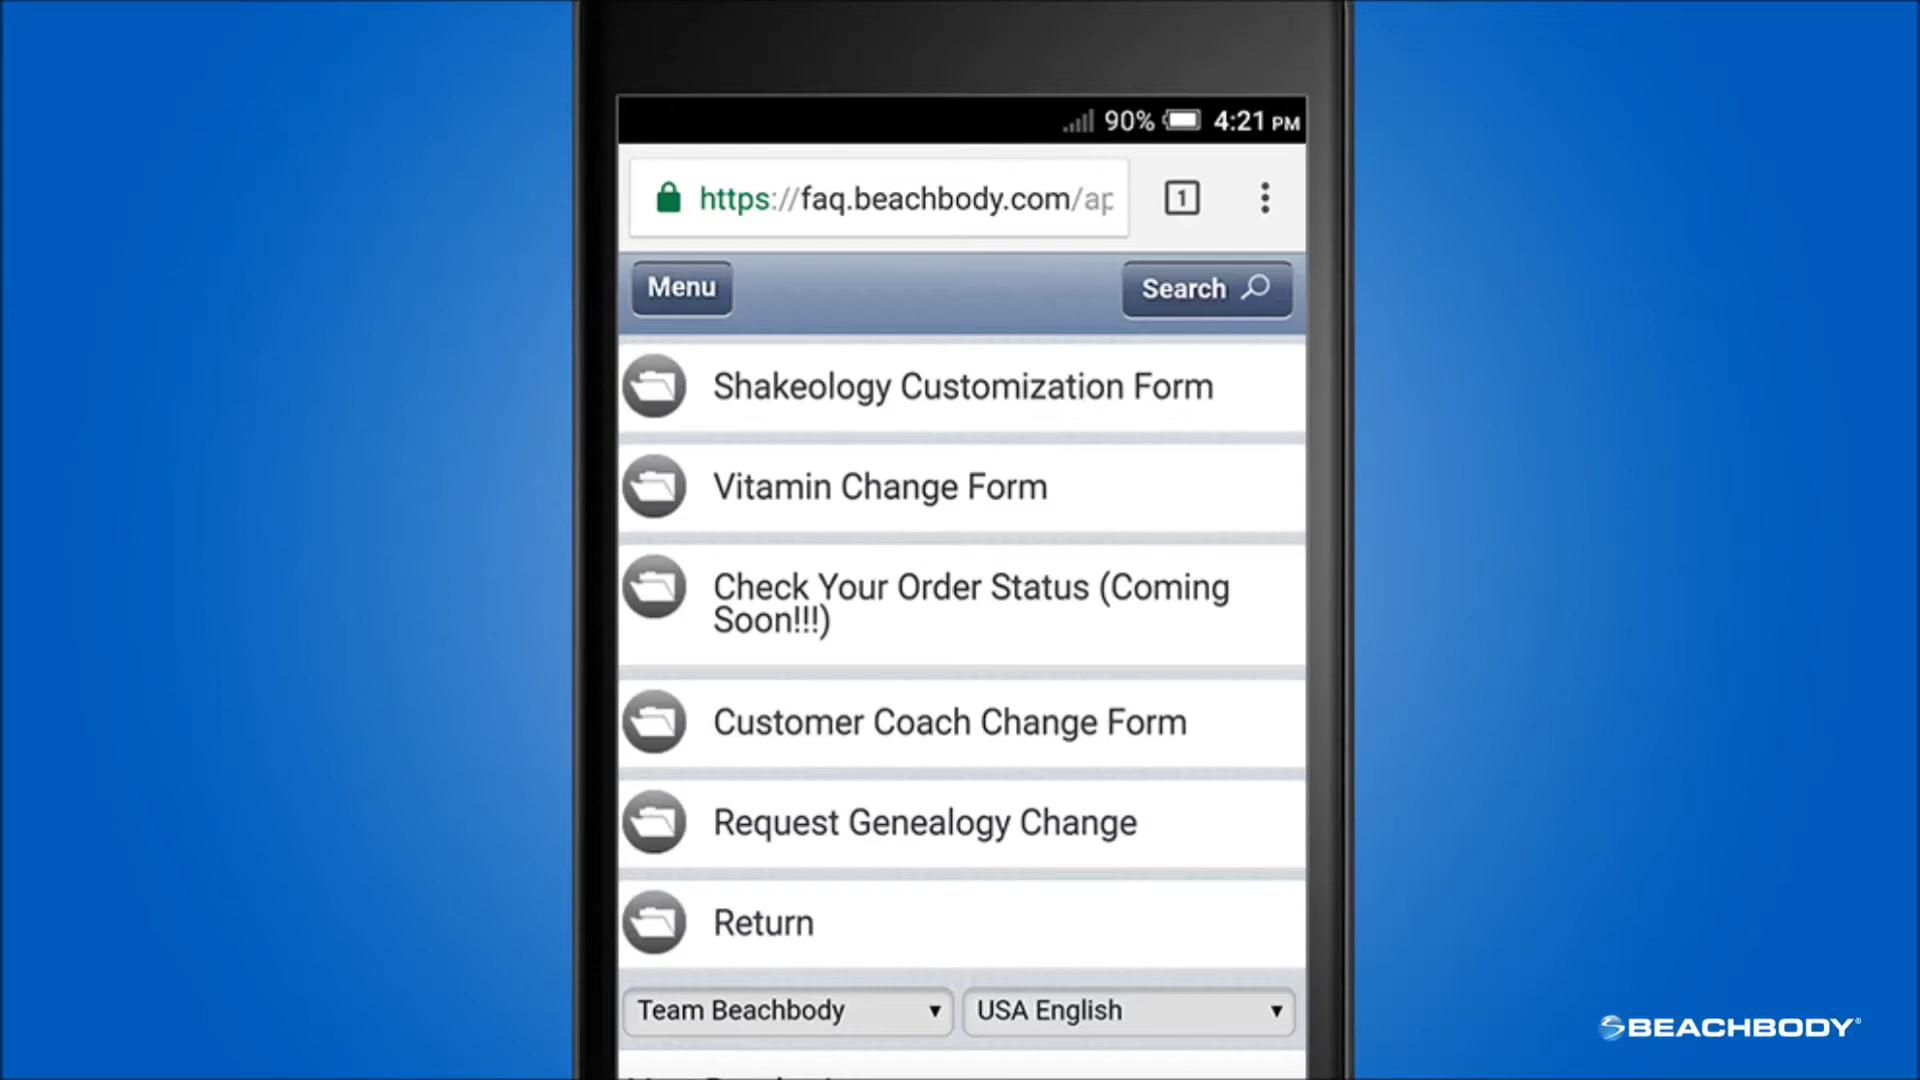 90% 4:21 PM
https://faq.beachbody.com/ap
1
Menu
Search
Shakeology Customization Form
Vitamin Change Form
Check Your Order Status (Coming
Soon!!!)
Customer Coach Change Form
Request Genealogy Change
Return
Team Beachbody
USA English
BEACHBODY®